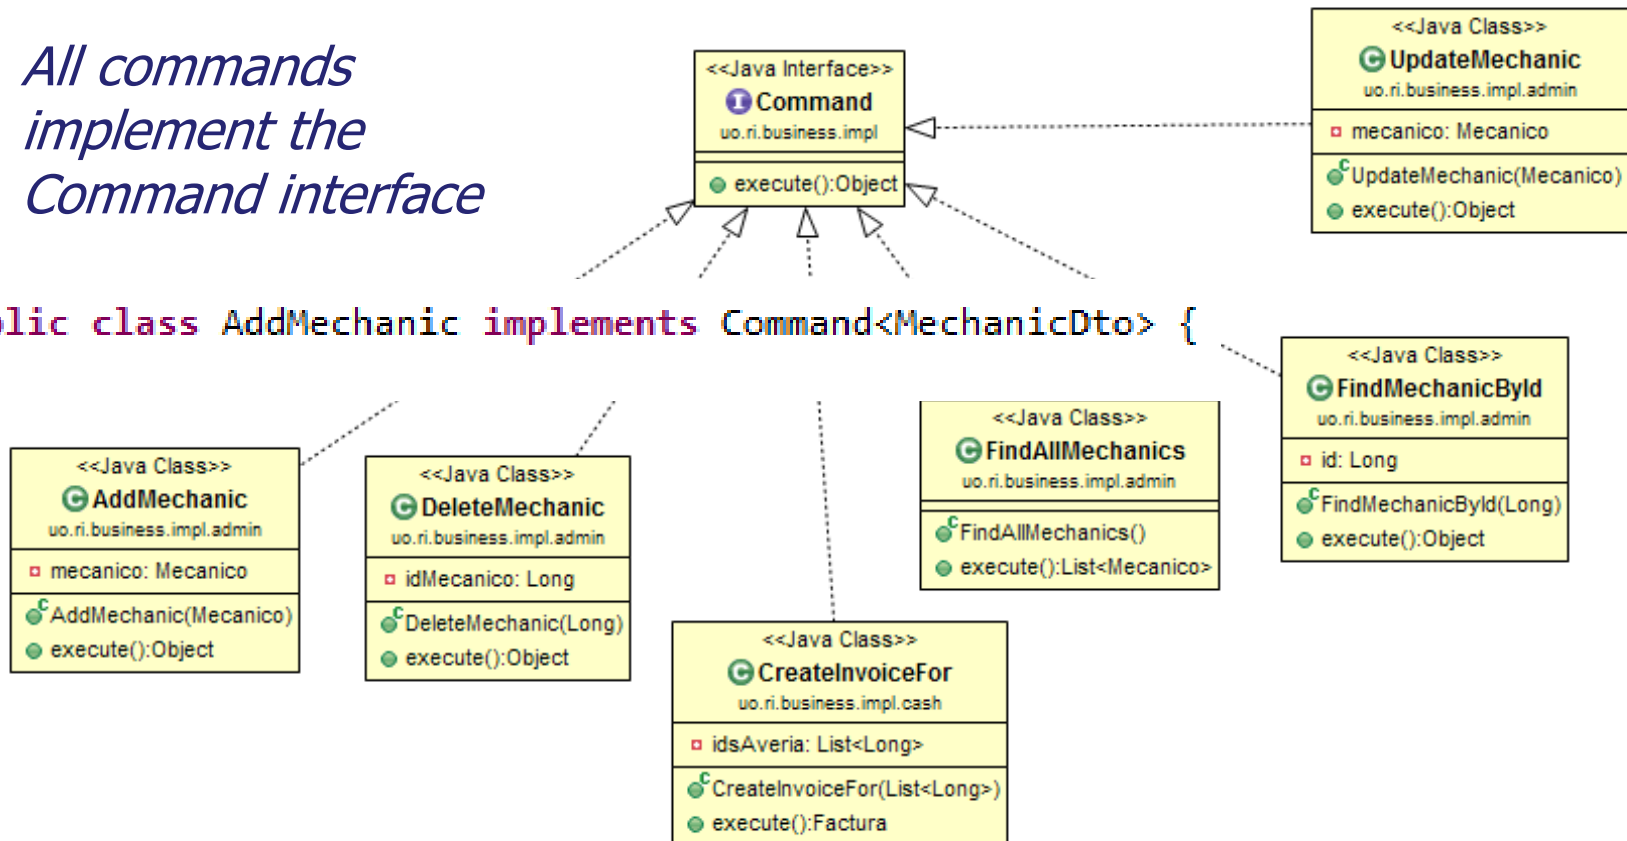 All commands
implement the
Command interface
<<Java Interface>>
Command
uo.ri.business.impl
execute():Object
<<Java Class>>
UpdateMechanic
uo.ri.business.impl.admin
mecanico: Mecanico
UpdateMechanic(Mecanico)
execute():Object
blic class AddMechanic implements Command<MechanicDto> {
<<Java Class>>
FindMechanicById
uo.ri.business.impl.admin
id: Long
FindMechanicById(Long)
execute():Object
<<Java Class>>
FindAllMechanics
uo.ri.business.impl.admin
FindAllMechanics()
execute():List<Mecanico>
<<Java Class>>
AddMechanic
uo.ri.business.impl.admin
mecanico: Mecanico
AddMechanic(Mecanico)
execute():Object
<<Java Class>>
DeleteMechanic
uo.ri.business.impl.admin
idMecanico: Long
DeleteMechanic(Long)
execute():Object
<<Java Class>>
CreateInvoiceFor
uo.ri.business.impl.cash
idsAveria: List<Long>
CreateInvoiceFor(List<Long>)
execute():Factura